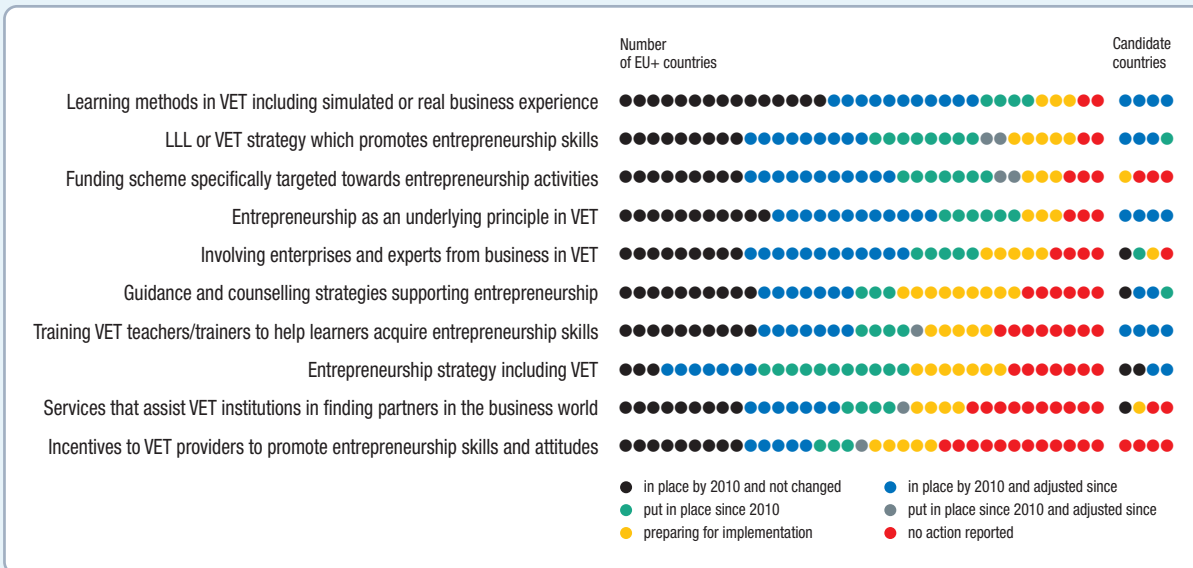 Number
of EU+ countries
Candidate
countries
Learning methods in VET including simulated or real business experience
LLL or VET strategy which promotes entrepreneurship skills
Funding scheme specifically targeted towards entrepreneurship activities
Entrepreneurship as an underlying principle in VET
Involving enterprises and experts from business in VET
Guidance and counselling strategies supporting entrepreneurship
Training VET teachers/trainers to help learners acquire entrepreneurship skills
Entrepreneurship strategy including VET
Services that assist VET institutions in finding partners in the business world
Incentives to VET providers to promote entrepreneurship skills and attitudes
in place by 2010 and not changed
in place by 2010 and adjusted since
put in place since 2010
put in place since 2010 and adjusted since
preparing for implementation
no action reported